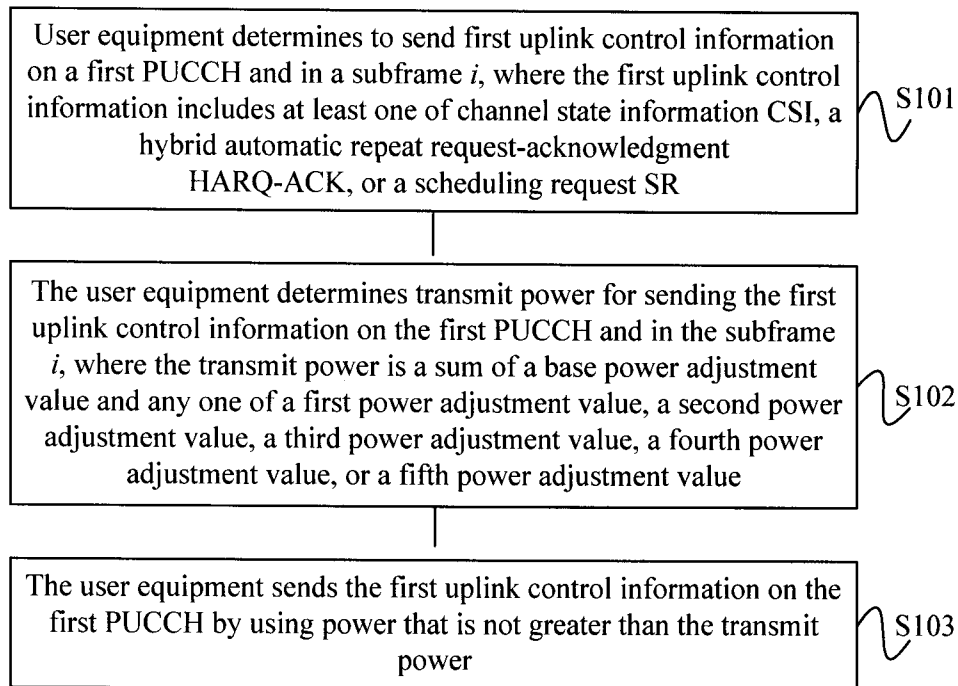 User equipment determines to send first uplink control information
on a first PUCCH and in a subframe i, where the first uplink control
information includes at least one of channel state information CSI, a
hybrid automatic repeat request-acknowledgment
HARQ-ACK, or a scheduling request SR
S101
The user equipment determines transmit power for sending the first
uplink control information on the first PUCCH and in the subframe
i, where the transmit power is a sum of a base power adjustment
value and any one of a first power adjustment value, a second power
adjustment value, a third power adjustment value, a fourth power
adjustment value, or a fifth power adjustment value
S102
The user equipment sends the first uplink control information on the
first PUCCH by using power that is not greater than the transmit
power
S103